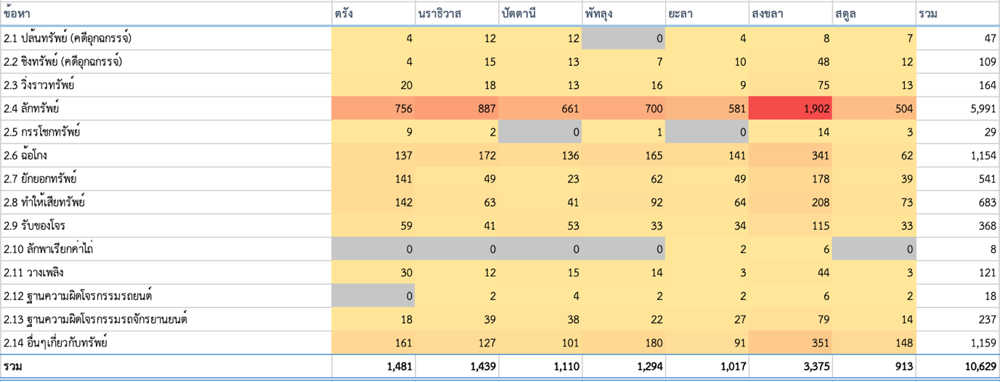 ข้อหา ตรัง นราธิวาส ปัตตานี พัทลุง ยะลา สงขลา สตูล รวม
2.1 ปล้นทรัพย์ (คดีอุกฉกรรจ์) 4 12 12 0 4 8 7 47
2.2 ชิงทรัพย์ (คดีอุกฉกรรจ์) 4 15 13 7 10 48 12 109
2.3 วิ่งราวทรัพย์ 20 18 13 16 9 75 13 164
2.4 ลักทรัพย์ 756 887 661 700 581 1,902 504 5,991
2.5 กรรโชกทรัพย์ 9 2 0 1 0 14 3 29
2.6 ฉ้อโกง 137 172 136 165 141 341 62 1,154
2.7 ยักยอกทรัพย์ 141 49 23 62 49 178 39 541
2.8 ทำให้เสียทรัพย์ 142 63 41 92 64 208 73 683
2.9 รับของโจร 59 41 53 33 34 115 33 368
2.10 ลักพาเรียกค่าไถ่ 0 0 0 0 2 6 0 8
2.11 วางเพลิง 30 12 15 14 3 44 3 121
2.12 ฐานความผิดโจรกรรมรถยนต์ 0 2 4 2 2 6 2 18
2.13 ฐานความผิดโจรกรรมรถจักรยานยนต์ 18 39 38 22 27 79 14 237
2.14 อื่นๆเกี่ยวกับทรัพย์ 161 127 101 180 91 351 148 1,159
รวม 1,481 1,439 1,110 1,294 1,017 3,375 913 10,629